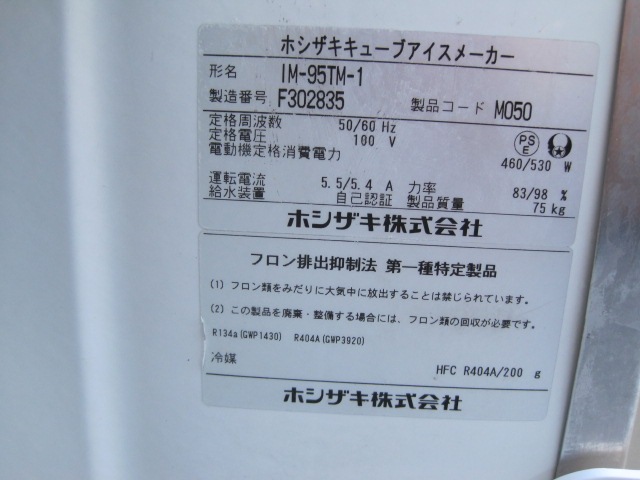 ホシザキキューブアイスメーカー
形名 IM-95TM-1
製造番号 F302835 製品コード M050
定格周波数 50/60 Hz
定格電圧 100 V
電動機定格消費電力 460/530 W
PS
E
運転電流 5.5/5.4 A 力率 83/98 %
給水装置 自己認証 製品質量 75 kg
ホシザキ株式会社
フロン排出抑制法 第一種特定製品
(1) フロン類をみだりに大気中に放出することは禁じられています。
(2) この製品を廃棄・整備する場合には、フロン類の回収が必要です。
R134a(GWP1430) R404A(GWP3920)
冷媒 HFC R404A/200 g
ホシザキ株式会社